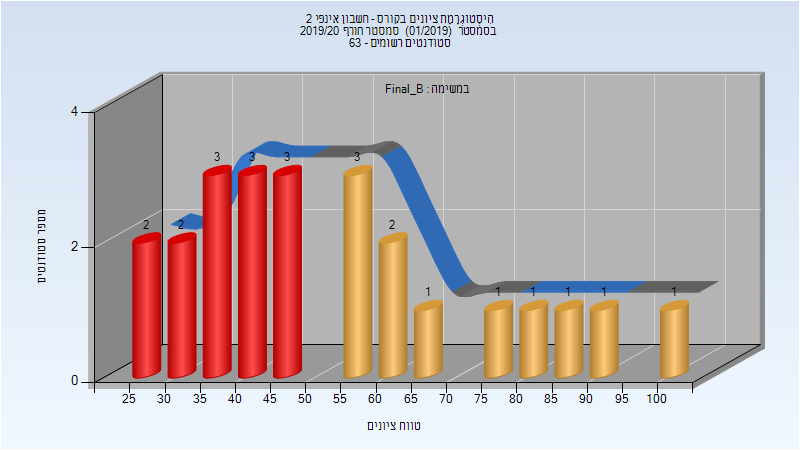 היסטוגרמת ציונים בקורס - חשבון אינפי 2
בסמסטר (01/2019) סמסטר חורף 2019/20
סטודנטים רשומים - 63
במשימה : Final_B
מספר סטודנטים
4
2
0
2 2 3 3 3 3 2 1 1 1 1 1 1
25 30 35 40 45 50 55 60 65 70 75 80 85 90 95 100
טווח ציונים